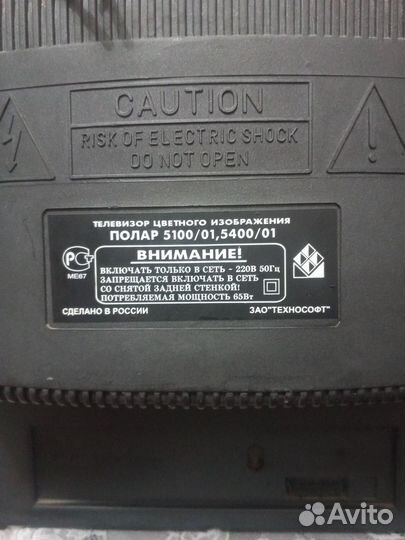 CAUTION
RISK OF ELECTRIC SHOCK
DO NOT OPEN
ТЕЛЕВИЗОР ЦВЕТНОГО ИЗОБРАЖЕНИЯ
ПОЛАР 5100/01,5400/01
ВНИМАНИЕ!
ME67
ВКЛЮЧАТЬ ТОЛЬКО В СЕТЬ - 220В 50Гц
ЗАПРЕЩАЕТСЯ ВКЛЮЧАТЬ В СЕТЬ
СО СНЯТОЙ ЗАДНЕЙ СТЕНКОЙ!
ПОТРЕБЛЯЕМАЯ МОЩНОСТЬ 65Вт
СДЕЛАНО В РОССИИ
ЗАО"ТЕХНОСОФТ"
Avito